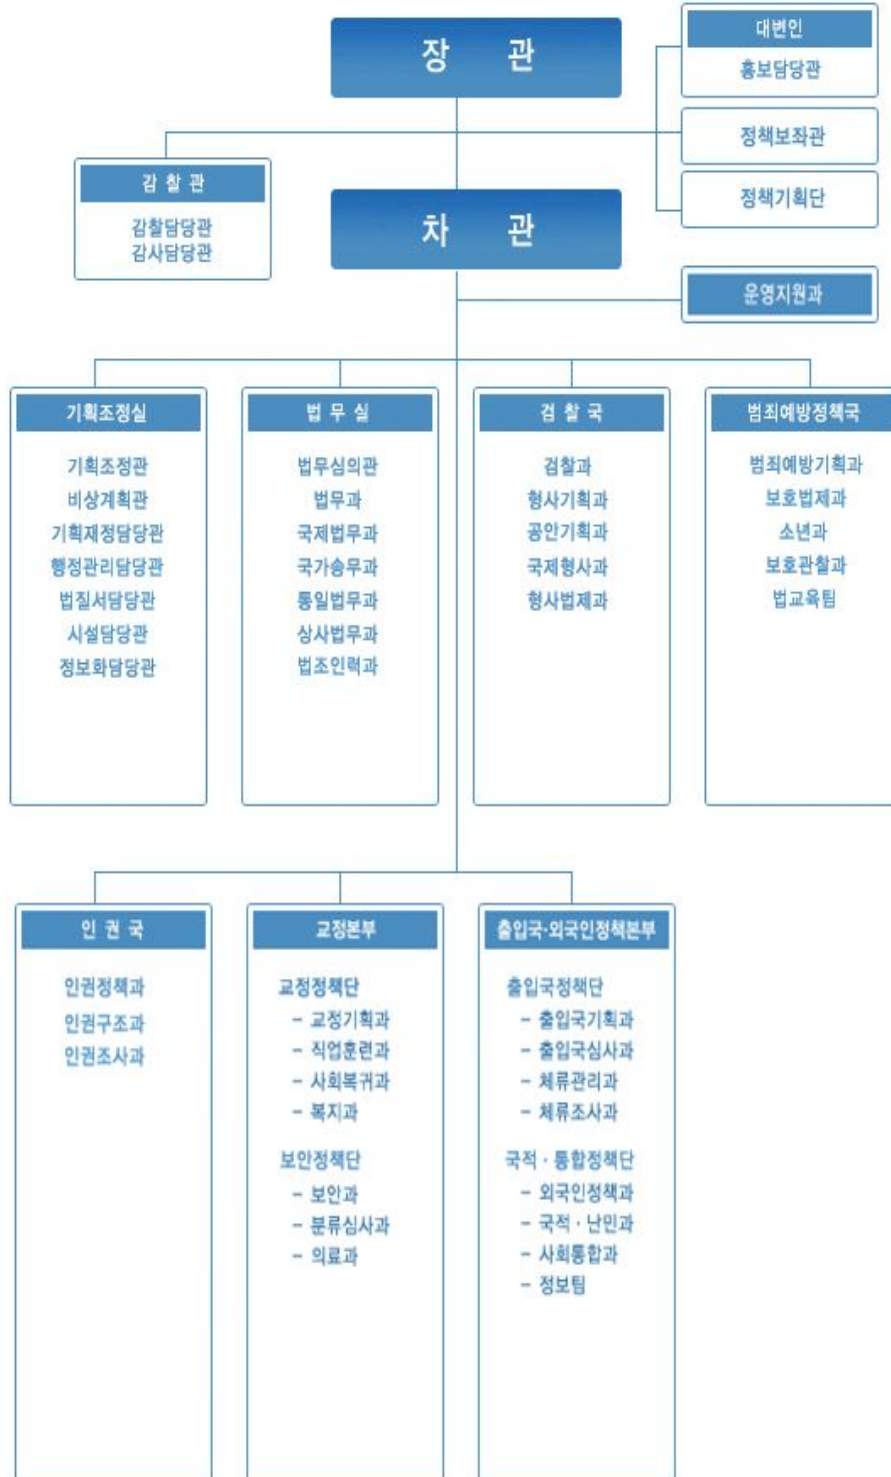 장 관
대변인
홍보담당관
정책보좌관
정책기획단
감 찰 관
감찰담당관
감사담당관
차 관
운영지원과
기획조정실
기획조정관
비상계획관
기획재정담당관
행정관리담당관
법질서담당관
시설담당관
정보화담당관
법 무 실
법무심의관
법무과
국제법무과
국가송무과
통일법무과
상사법무과
법조인력과
검 찰 국
검찰과
형사기획과
공안기획과
국제형사과
형사법제과
범죄예방정책국
범죄예방기획과
보호법제과
소년과
보호관찰과
법교육팀
인 권 국
인권정책과
인권구조과
인권조사과
교정본부
교정정책단
- 교정기획과
- 직업훈련과
- 사회복귀과
- 복지과
보안정책단
- 보안과
- 분류심사과
- 의료과
출입국·외국인정책본부
출입국정책단
- 출입국기획과
- 출입국심사과
- 체류관리과
- 체류조사과
국적 · 통합정책단
- 외국인정책과
- 국적 · 난민과
- 사회통합과
- 정보팀